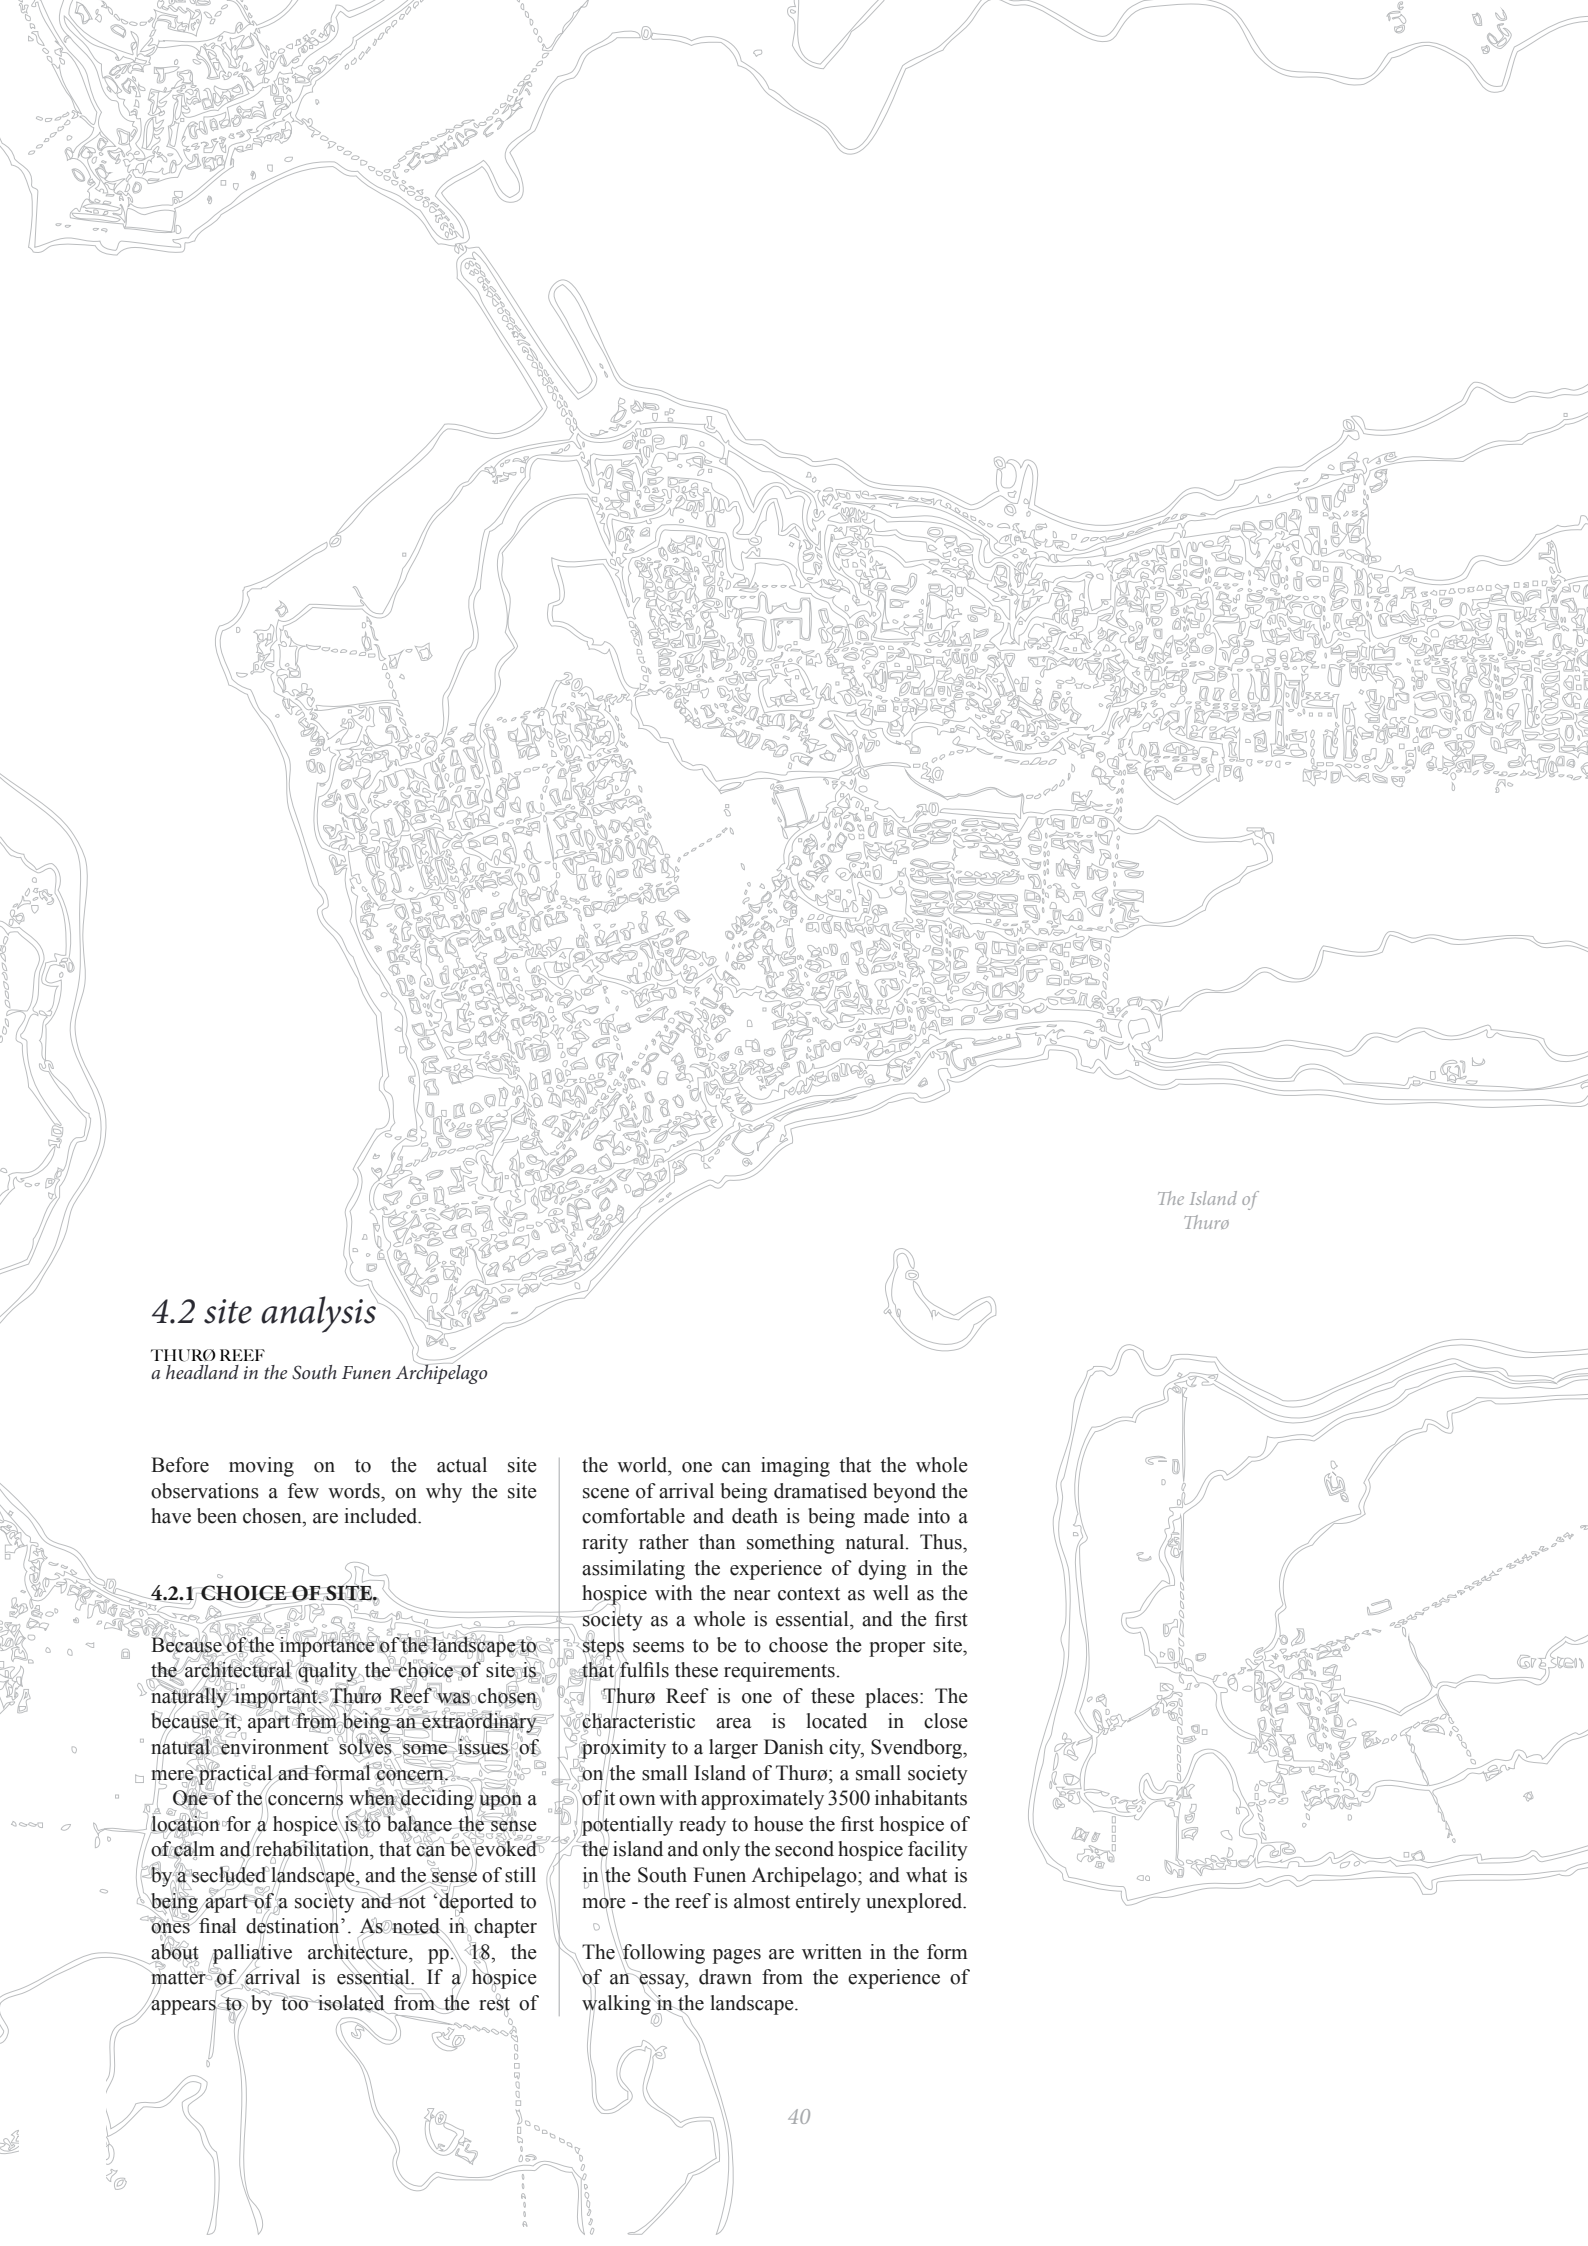 The Island of
Thurø
4.2 site analysis
THURØ REEF
a headland in the South Funen Archipelago
Before moving on to the actual site
observations a few words, on why the site
have been chosen, are included.
4.2.1 CHOICE OF SITE.
Because of the importance of the landscape to
the architectural quality the choice of site is
naturally important. Thurø Reef was chosen
because it, apart from being an extraordinary
natural environment solves some issues of
mere practical and formal concern.
One of the concerns when deciding upon a
location for a hospice is to balance the sense
of calm and rehabilitation, that can be evoked
by a secluded landscape, and the sense of still
being apart of a society and not ‘deported to
ones final destination’. As noted in chapter
about palliative architecture, pp. 18, the
matter of arrival is essential. If a hospice
appears to by too isolated from the rest of
the world, one can imaging that the whole
scene of arrival being dramatised beyond the
comfortable and death is being made into a
rarity rather than something natural. Thus,
assimilating the experience of dying in the
hospice with the near context as well as the
society as a whole is essential, and the first
steps seems to be to choose the proper site,
that fulfils these requirements.
Thurø Reef is one of these places: The
characteristic area is located in close
proximity to a larger Danish city, Svendborg,
on the small Island of Thurø; a small society
of it own with approximately 3500 inhabitants
potentially ready to house the first hospice of
the island and only the second hospice facility
in the South Funen Archipelago; and what is
more - the reef is almost entirely unexplored.
The following pages are written in the form
of an essay, drawn from the experience of
walking in the landscape.
40